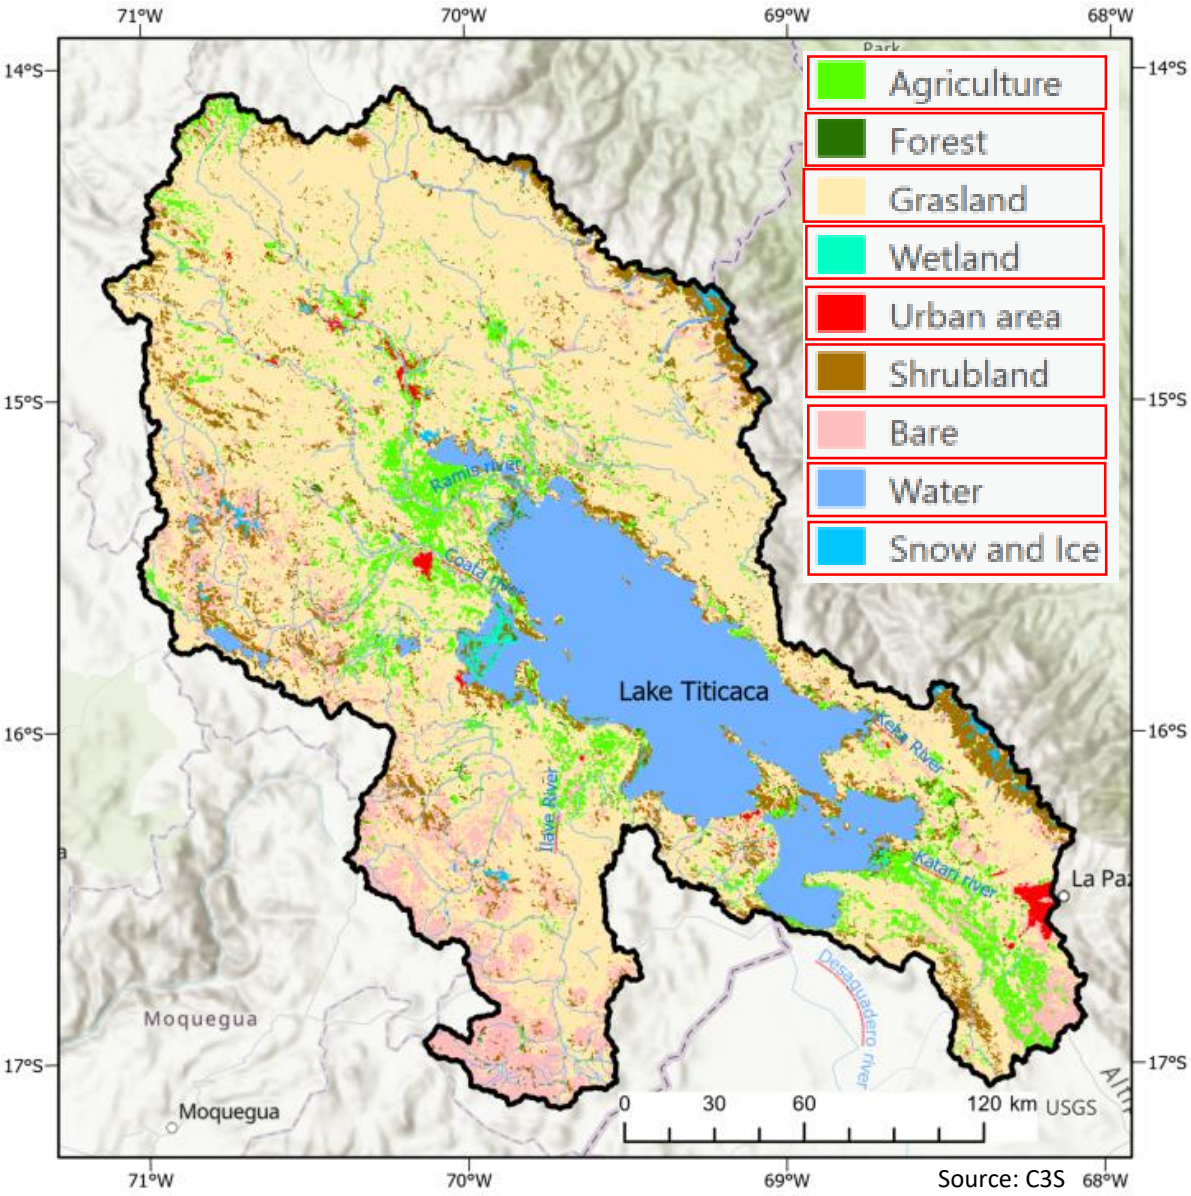 71°W 70°W 69°W 68°W
14°S
14°S
Park
Agriculture
Forest
Grasland
Wetland
Urban area
Shrubland
Bare
Water
Snow and Ice
15°S
15°S
Ramis river
Coata river
Lake Titicaca
16°S
16°S
Keka River
Ilave River
Katari river
La Paz
a
Desaguadero river
Moquegua
17°S
17°S
Moquegua
0 30 60 120 km
USGS
71°W 70°W 69°W 68°W
Source: C3S